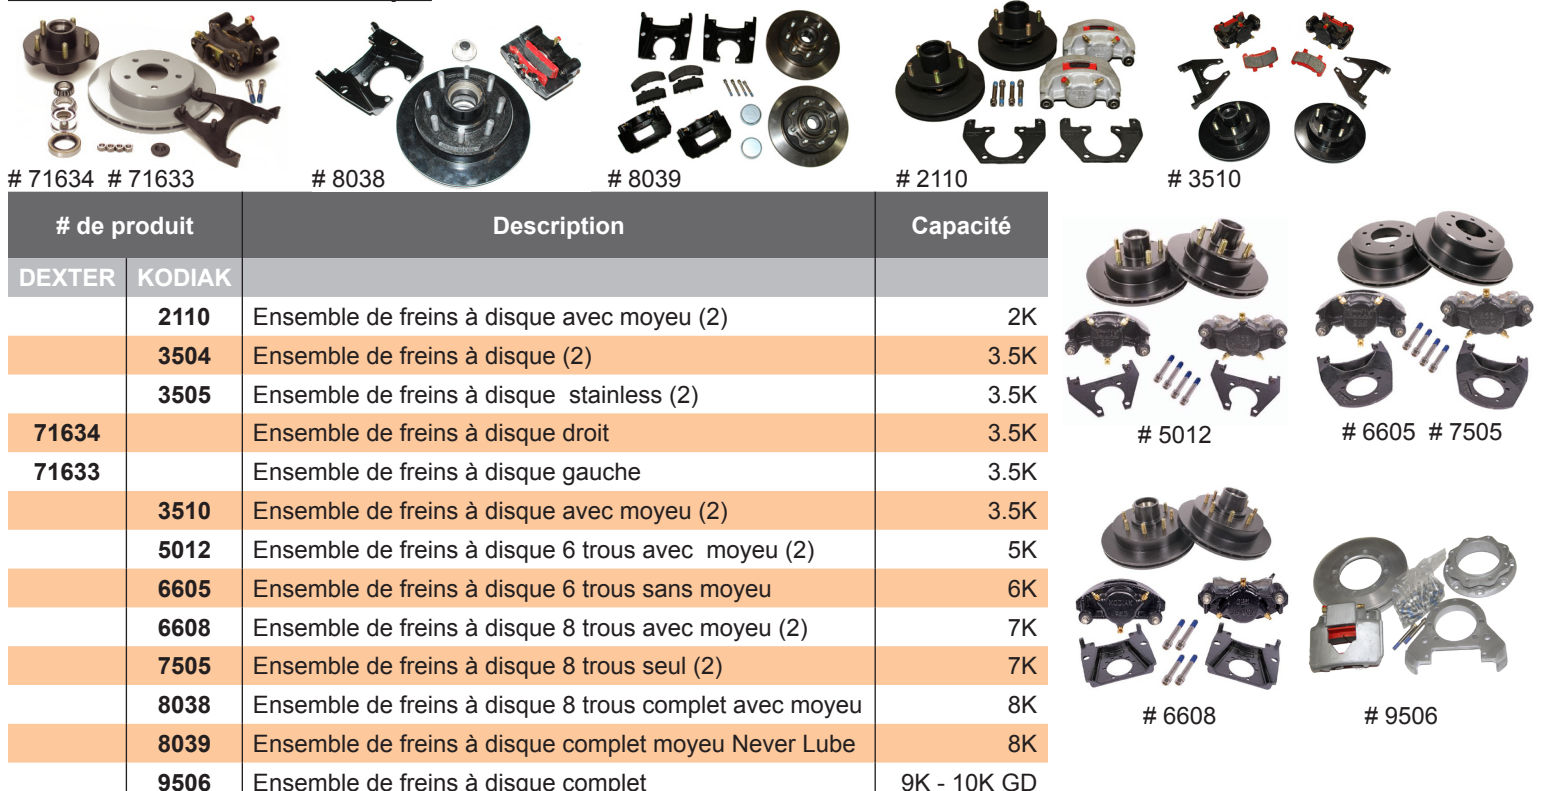 # 71634 # 71633
# 8038
# 8039
# 2110
# 3510
# de produit Description Capacité
DEXTER KODIAK
2110 Ensemble de freins à disque avec moyeu (2) 2K
3504 Ensemble de freins à disque (2) 3.5K
3505 Ensemble de freins à disque stainless (2) 3.5K
71634 Ensemble de freins à disque droit 3.5K
71633 Ensemble de freins à disque gauche 3.5K
3510 Ensemble de freins à disque avec moyeu (2) 3.5K
5012 Ensemble de freins à disque 6 trous avec moyeu (2) 5K
6605 Ensemble de freins à disque 6 trous sans moyeu 6K
6608 Ensemble de freins à disque 8 trous avec moyeu (2) 7K
7505 Ensemble de freins à disque 8 trous seul (2) 7K
8038 Ensemble de freins à disque 8 trous complet avec moyeu 8K
8039 Ensemble de freins à disque complet moyeu Never Lube 8K
9506 Ensemble de freins à disque complet 9K - 10K GD
# 5012
# 6605 # 7505
# 6608
# 9506